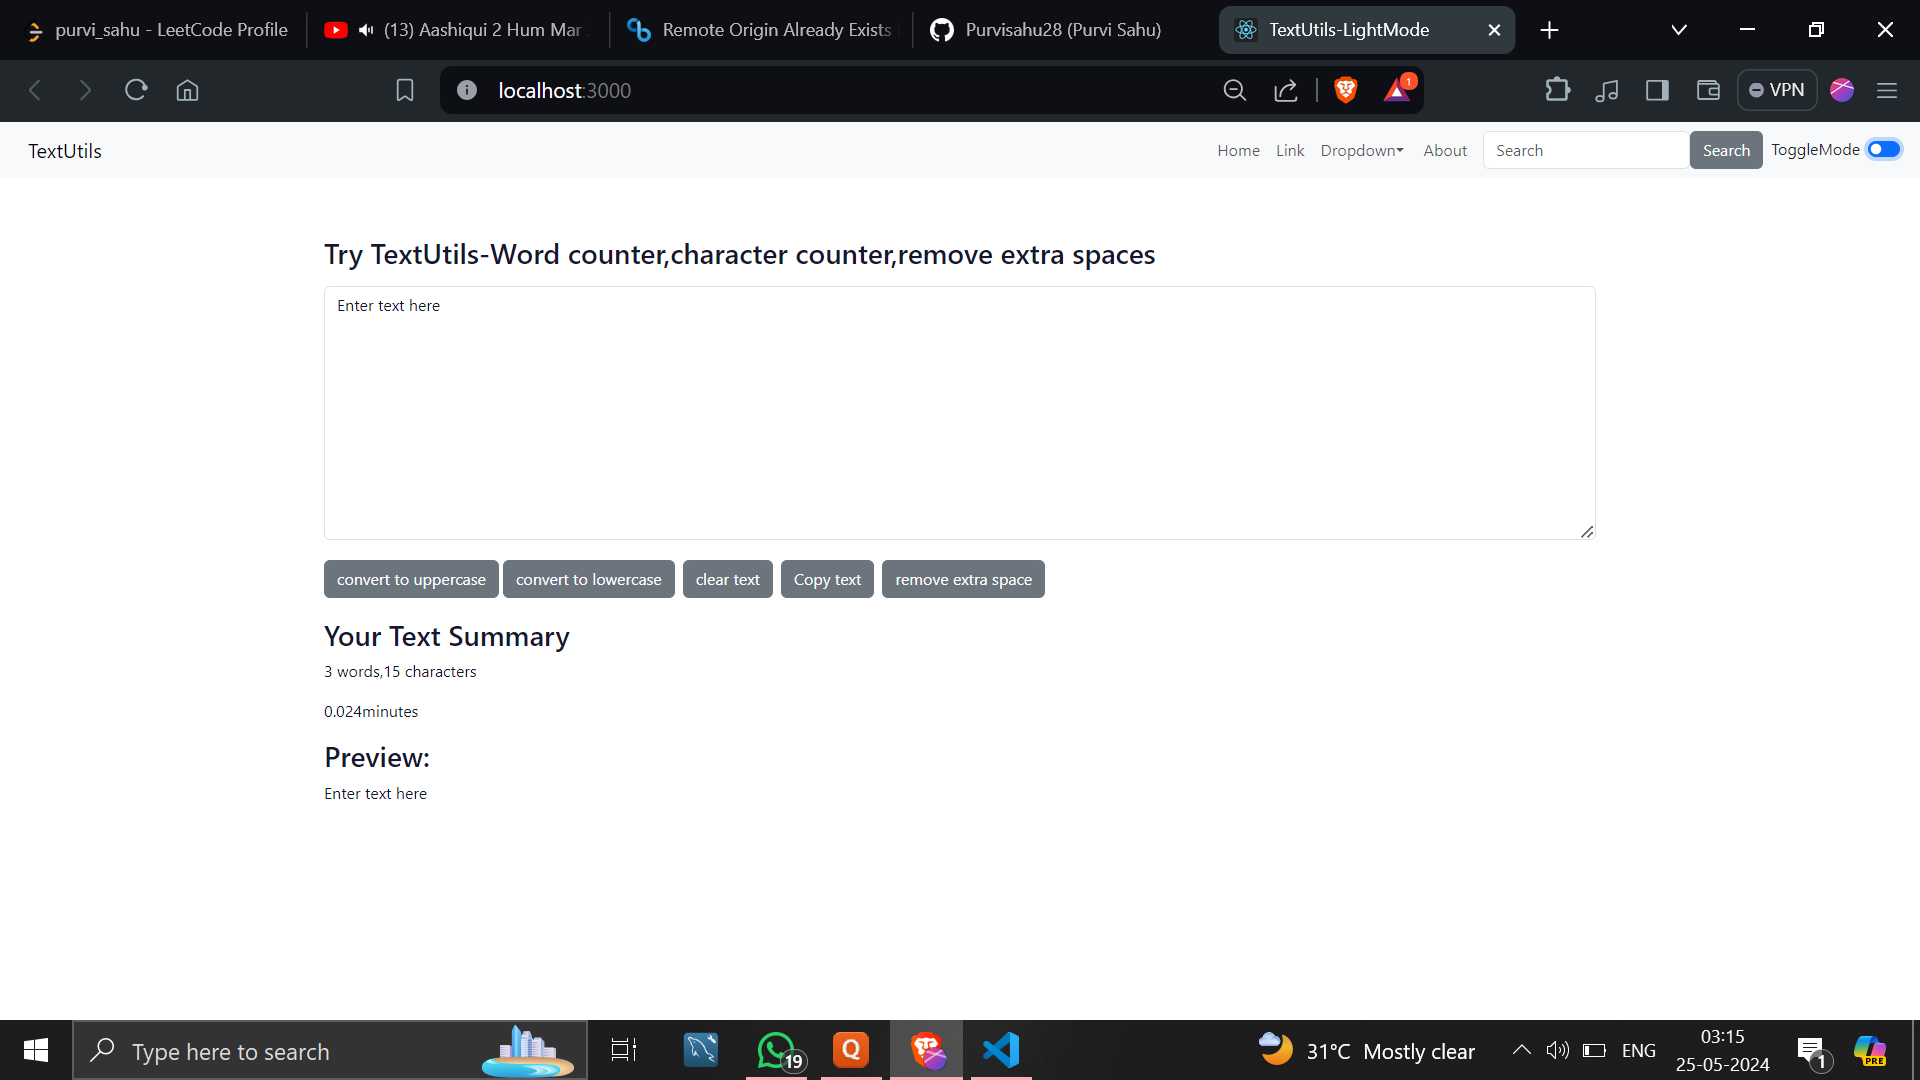 purvi_sahu - LeetCode Profile
(13) Aashiqui 2 Hum Mar
Remote Origin Already Exists
Purvisahu28 (Purvi Sahu)
TextUtils-LightMode
localhost:3000
1
VPN
TextUtils
Home Link Dropdown About Search Search ToggleMode
Try TextUtils-Word counter,character counter,remove extra spaces
Enter text here
convert to uppercase convert to lowercase clear text Copy text remove extra space
Your Text Summary
3 words,15 characters
0.024minutes
Preview:
Enter text here
Type here to search
19
Q
31°C Mostly clear
ENG
03:15
25-05-2024
1
PRE